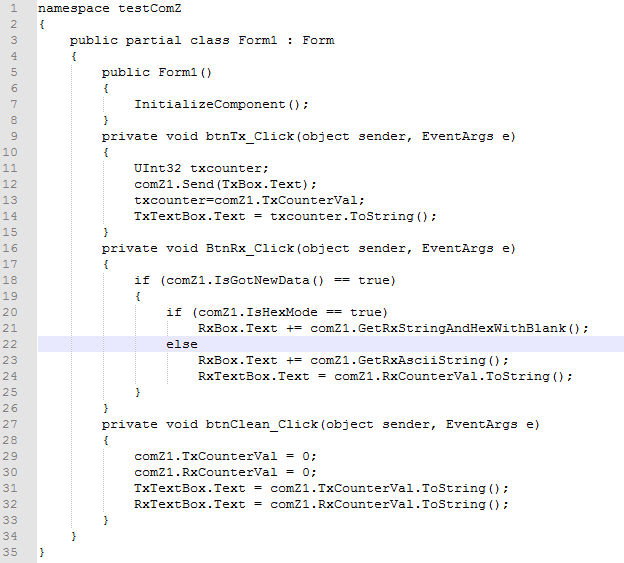 1 namespace testComZ
2 {
3     public partial class Form1 : Form
4     {
5         public Form1()
6         {
7             InitializeComponent();
8         }
9         private void btnTx_Click(object sender, EventArgs e)
10         {
11             UInt32 txcounter;
12             comZ1.Send(TxBox.Text);
13             txcounter=comZ1.TxCounterVal;
14             TxTextBox.Text = txcounter.ToString();
15         }
16         private void BtnRx_Click(object sender, EventArgs e)
17         {
18             if (comZ1.IsGotNewData() == true)
19             {
20                 if (comZ1.IsHexMode == true)
21                     RxBox.Text += comZ1.GetRxStringAndHexWithBlank();
22                 else
23                     RxBox.Text += comZ1.GetRxAsciiString();
24                     RxTextBox.Text = comZ1.RxCounterVal.ToString();
25             }
26         }
27         private void btnClean_Click(object sender, EventArgs e)
28         {
29             comZ1.TxCounterVal = 0;
30             comZ1.RxCounterVal = 0;
31             TxTextBox.Text = comZ1.TxCounterVal.ToString();
32             RxTextBox.Text = comZ1.RxCounterVal.ToString();
33         }
34     }
35 }